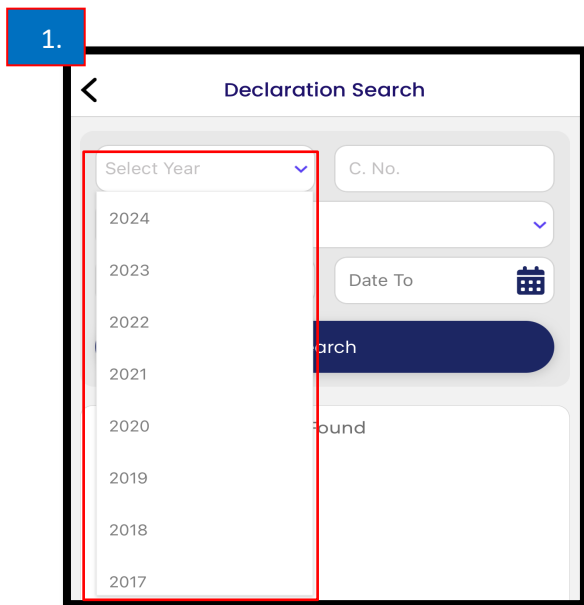 1.
Declaration Search
Select Year
C. No.
2024
2023
Date To
2022
arch
2021
2020
Found
2019
2018
2017